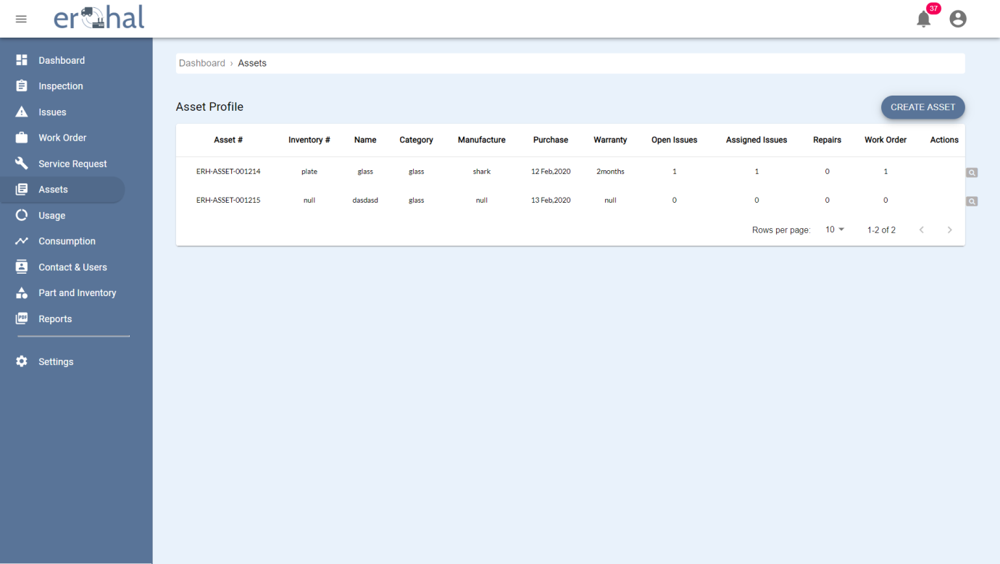 er hal
37
Dashboard
Inspection
Issues
Work Order
Service Request
Assets
Usage
Consumption
Contact & Users
Part and Inventory
PDF
Reports
Settings
Dashboard › Assets
Asset Profile
CREATE ASSET
Asset # Inventory # Name Category Manufacture Purchase Warranty Open Issues Assigned Issues Repairs Work Order Actions
ERH-ASSET-001214 plate glass glass shark 12 Feb,2020 2months 1 1 0 1
ERH-ASSET-001215 null dasdasd glass null 13 Feb,2020 null 0 0 0 0
Rows per page: 10 1-2 of 2